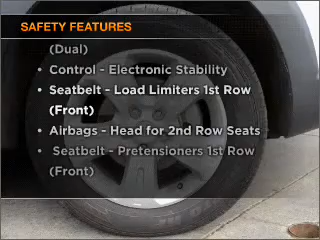 SAFETY FEATURES
(Dual)
• Control - Electronic Stability
• Seatbelt - Load Limiters 1st Row
(Front)
• Airbags - Head for 2nd Row Seats
• Seatbelt - Pretensioners 1st Row
(Front)